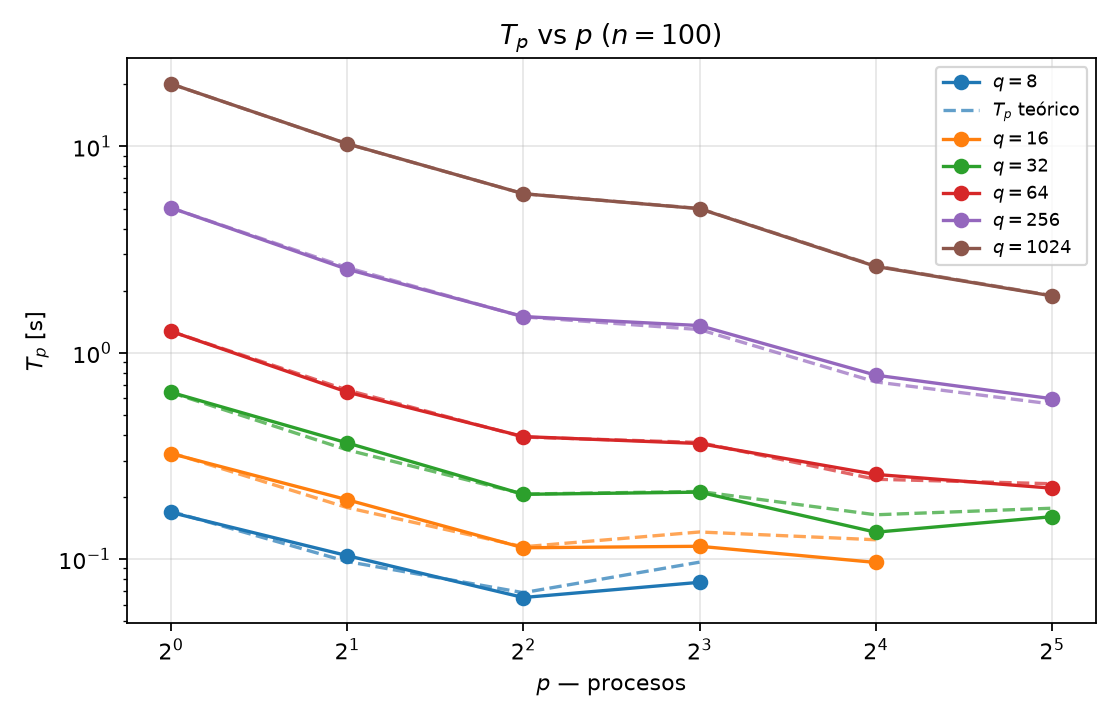 T_p vs p (n = 100)
q = 8
T_p teórico
q = 16
q = 32
q = 64
q = 256
q = 1024
10^1
10^0
10^−1
T_p [s]
2^0 2^1 2^2 2^3 2^4 2^5
p — procesos